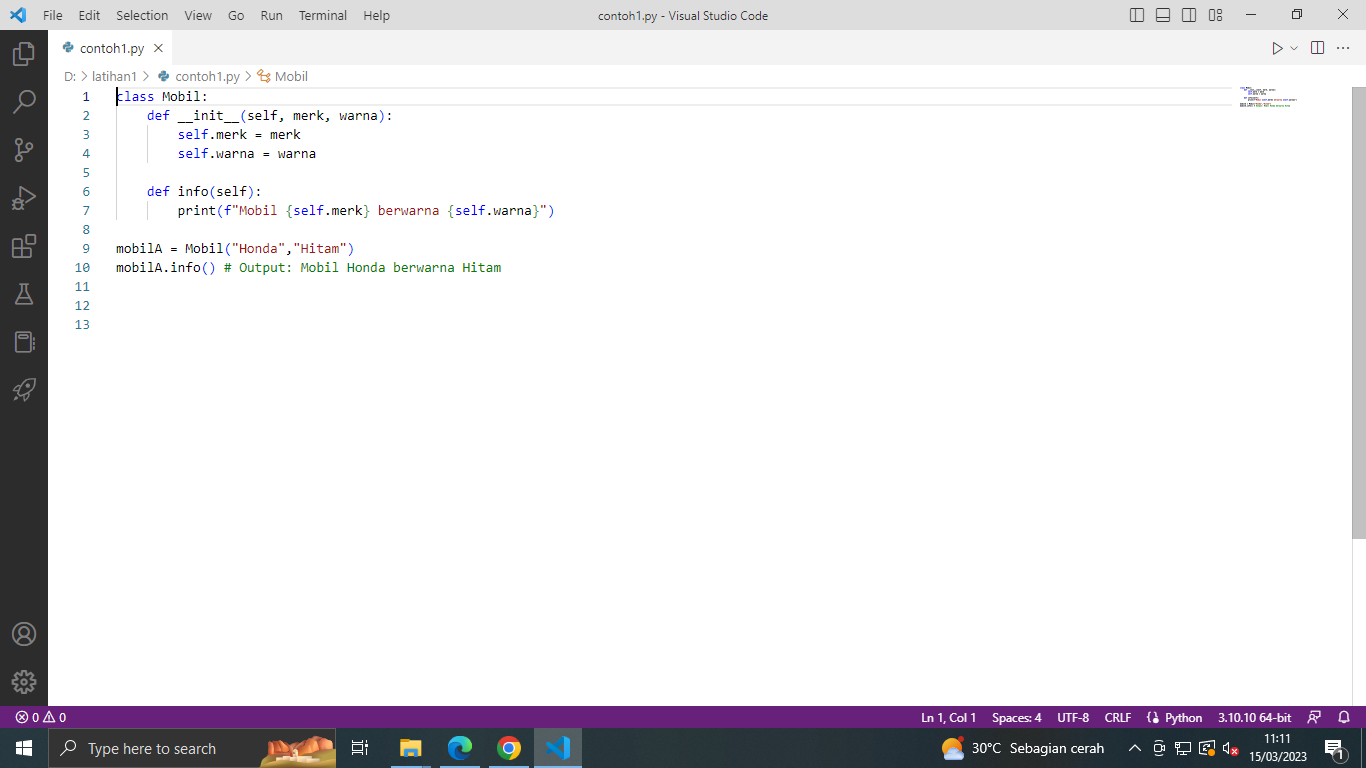 File Edit Selection View Go Run Terminal Help contoh1.py - Visual Studio Code
contoh1.py
D: > latihan1 > contoh1.py > Mobil
1 class Mobil:
2     def __init__(self, merk, warna):
3         self.merk = merk
4         self.warna = warna
5
6     def info(self):
7         print(f"Mobil {self.merk} berwarna {self.warna}")
8
9 mobilA = Mobil("Honda","Hitam")
10 mobilA.info() # Output: Mobil Honda berwarna Hitam
11
12
13
0 0 Ln 1, Col 1 Spaces: 4 UTF-8 CRLF Python 3.10.10 64-bit
Type here to search 30°C Sebagian cerah 11:11
15/03/2023 1